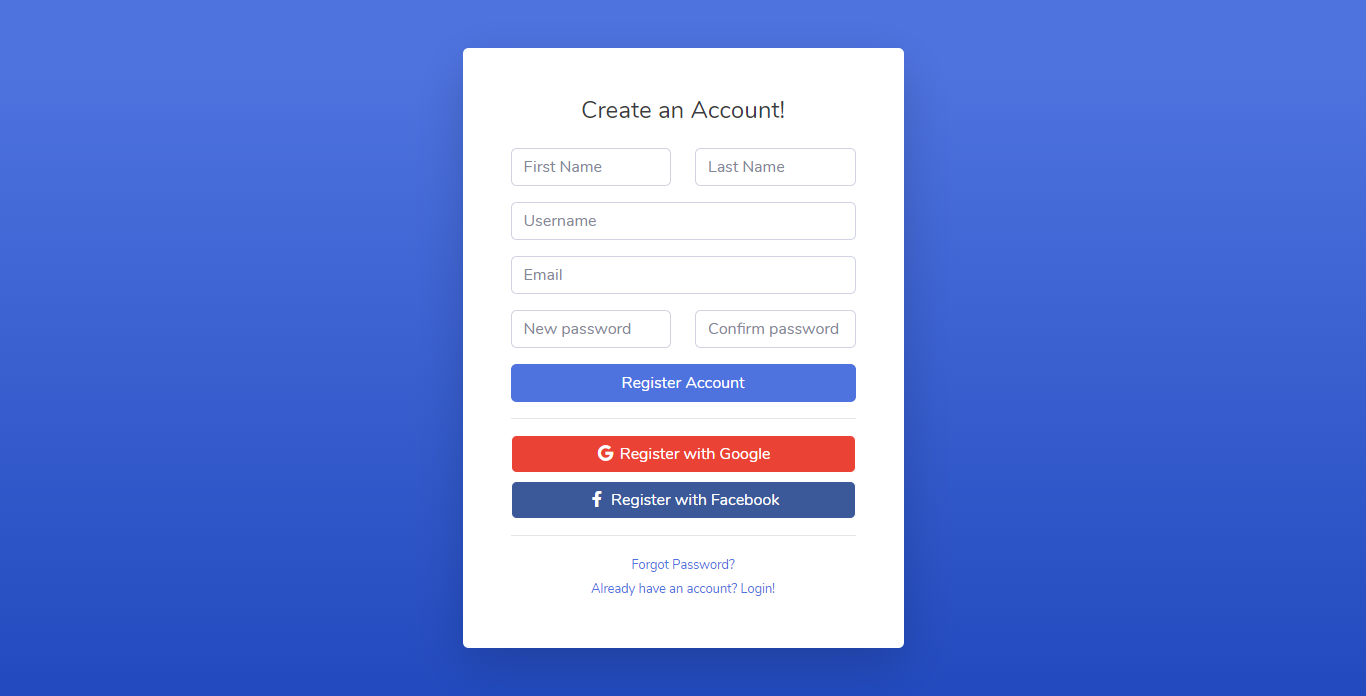 Create an Account!
First Name Last Name
Username
Email
New password Confirm password
Register Account
Register with Google
Register with Facebook
Forgot Password?
Already have an account? Login!